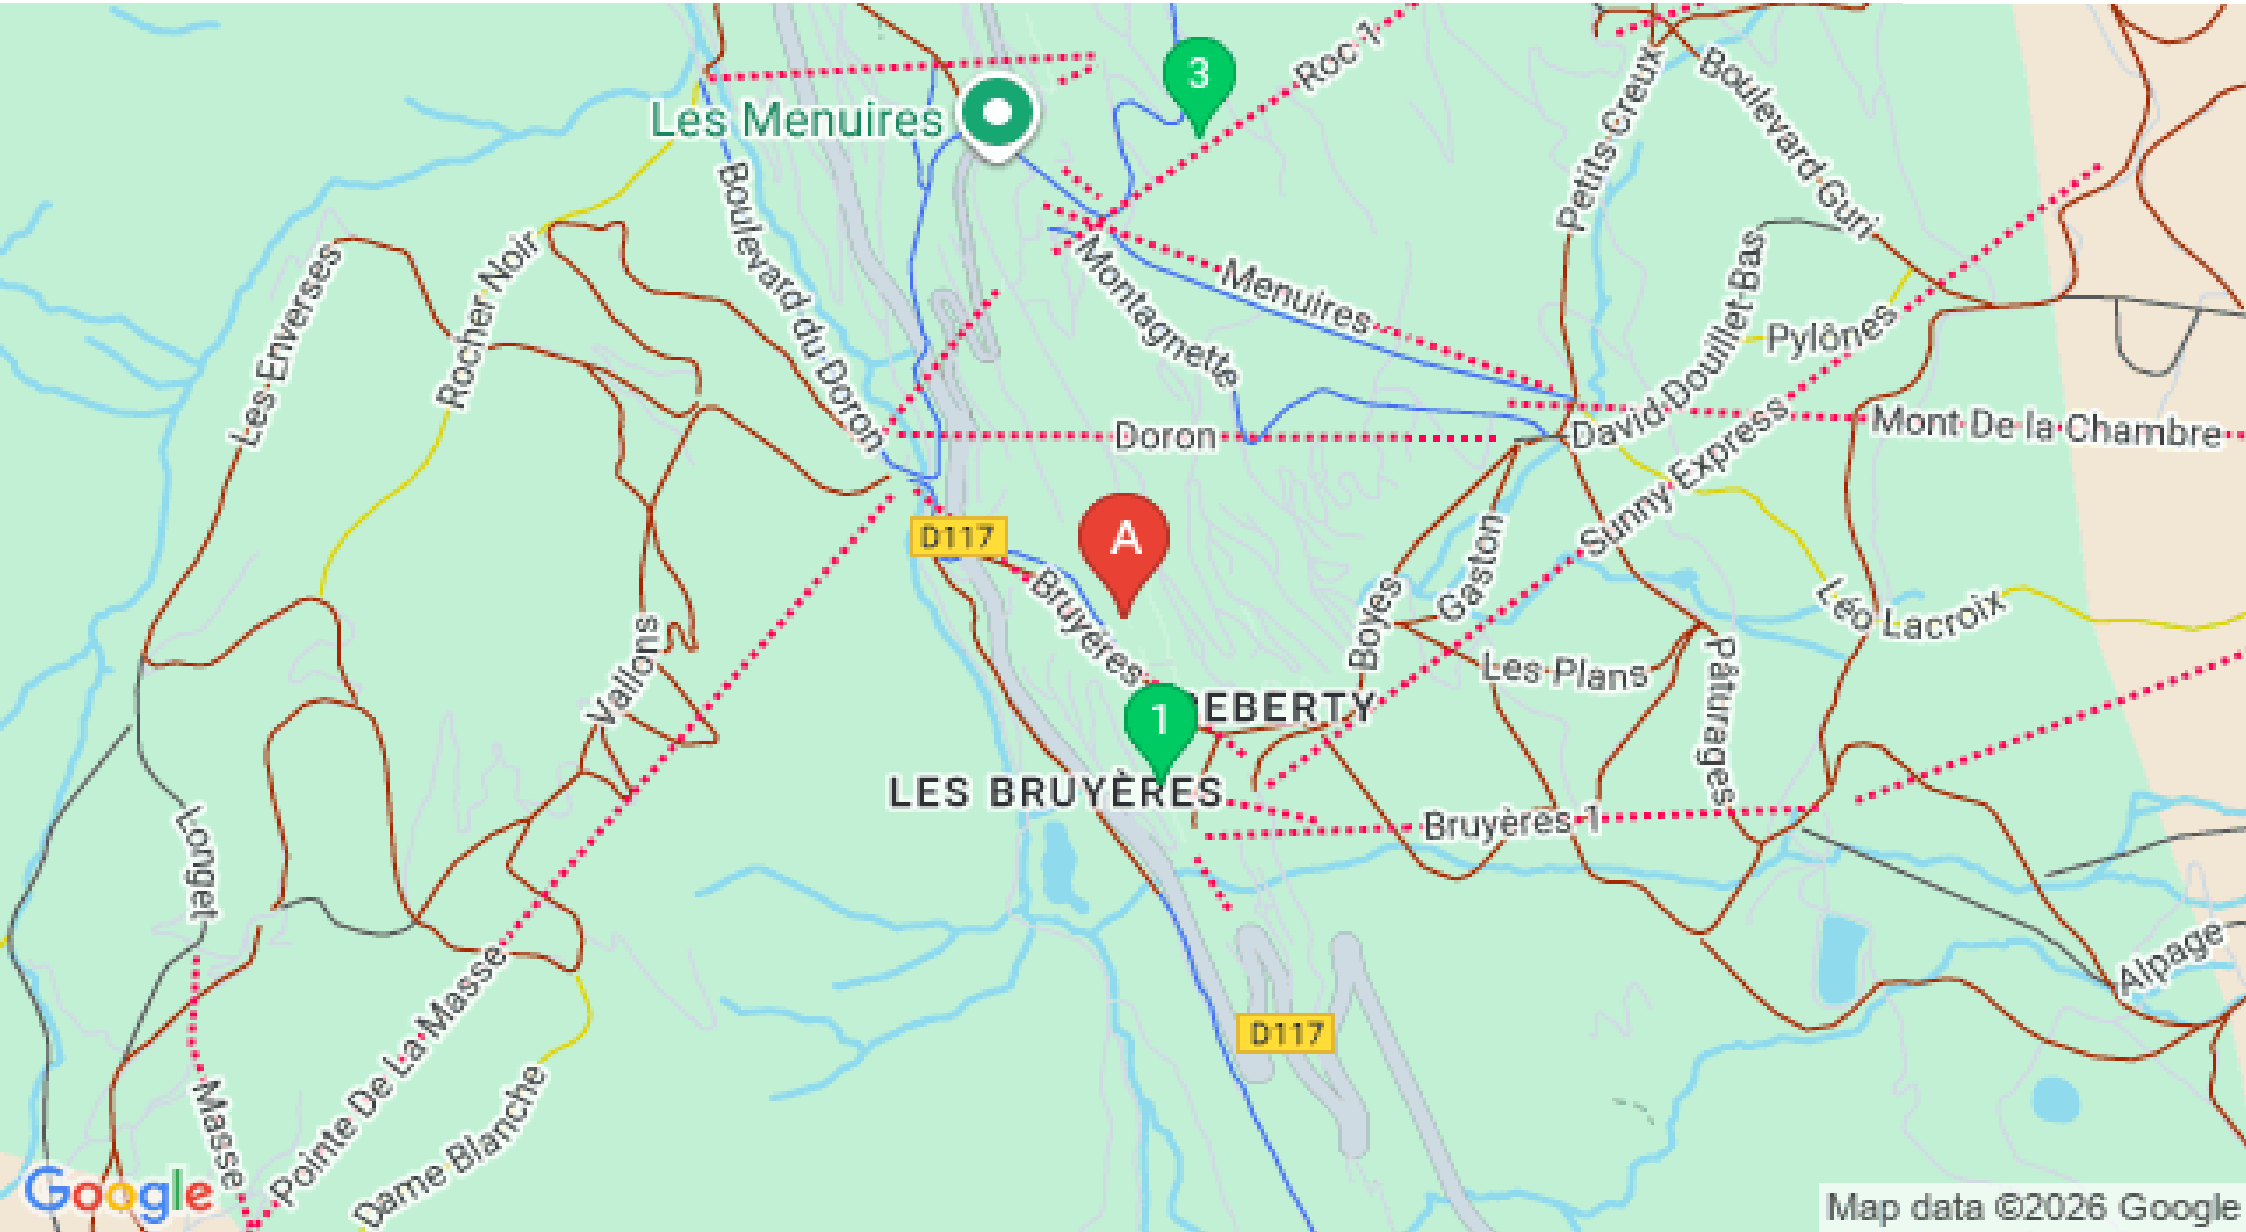 Roc 1
3
Les Menuires
Petits Creux
Boulevard Guri
Boulevard du Doron
Les Enverses
Rocher Noir
Montagnette
Menuires
David Douillet Bas
Pylônes
Doron
Mont De la Chambre
Sunny Express
D117
A
Bruyères
Gaston
Boyes
Léo Lacroix
Vallons
Les Plans
Pâturages
1
EBERTY
LES BRUYÈRES
Bruyères 1
Longet
Alpage
Pointe De La Masse
D117
Masse
Dame Blanche
Google
Map data ©2026 Google